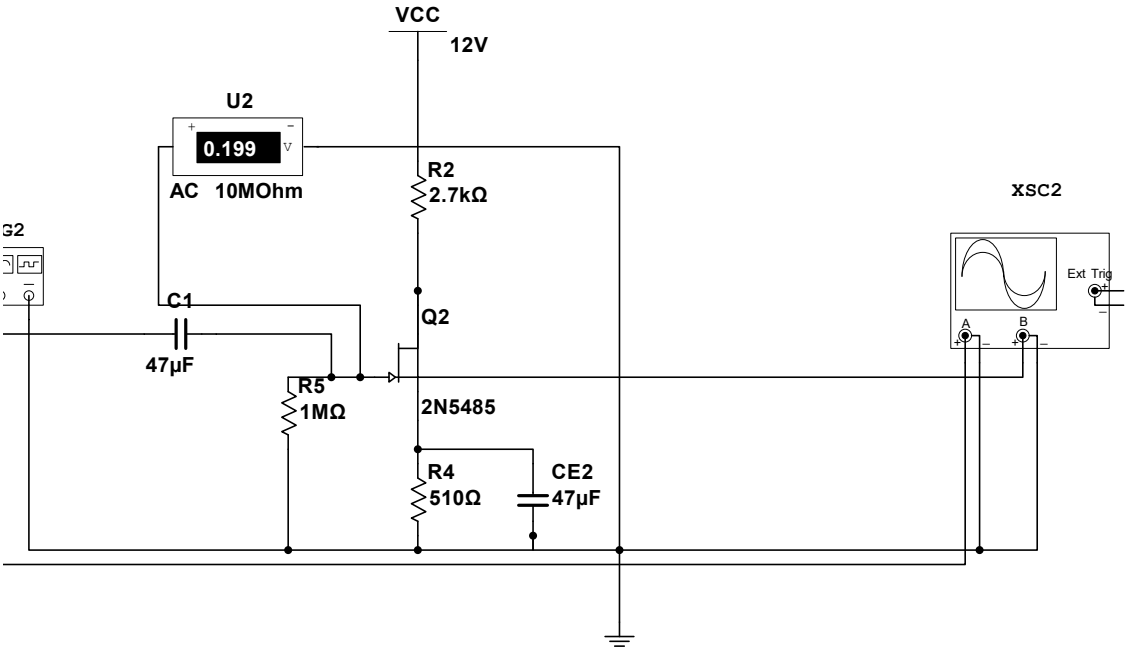 VCC
12V
U2
+ −
0.199 V
AC 10MOhm
R2
2.7kΩ
XSC2
G2
−
C1
47µF
Q2
Ext Trig
+
−
A B
+ − + −
R5
1MΩ
2N5485
R4
510Ω
CE2
47µF